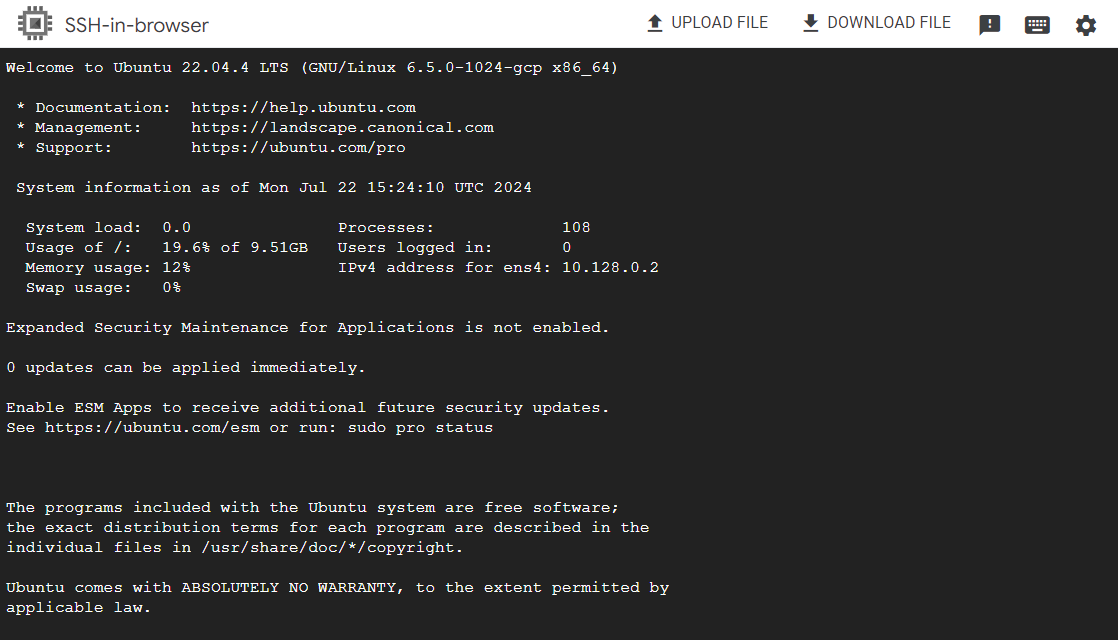 SSH-in-browser UPLOAD FILE DOWNLOAD FILE
Welcome to Ubuntu 22.04.4 LTS (GNU/Linux 6.5.0-1024-gcp x86_64)
* Documentation: https://help.ubuntu.com
* Management: https://landscape.canonical.com
* Support: https://ubuntu.com/pro
System information as of Mon Jul 22 15:24:10 UTC 2024
System load: 0.0 Processes: 108
Usage of /: 19.6% of 9.51GB Users logged in: 0
Memory usage: 12% IPv4 address for ens4: 10.128.0.2
Swap usage: 0%
Expanded Security Maintenance for Applications is not enabled.
0 updates can be applied immediately.
Enable ESM Apps to receive additional future security updates.
See https://ubuntu.com/esm or run: sudo pro status
The programs included with the Ubuntu system are free software;
the exact distribution terms for each program are described in the
individual files in /usr/share/doc/*/copyright.
Ubuntu comes with ABSOLUTELY NO WARRANTY, to the extent permitted by
applicable law.